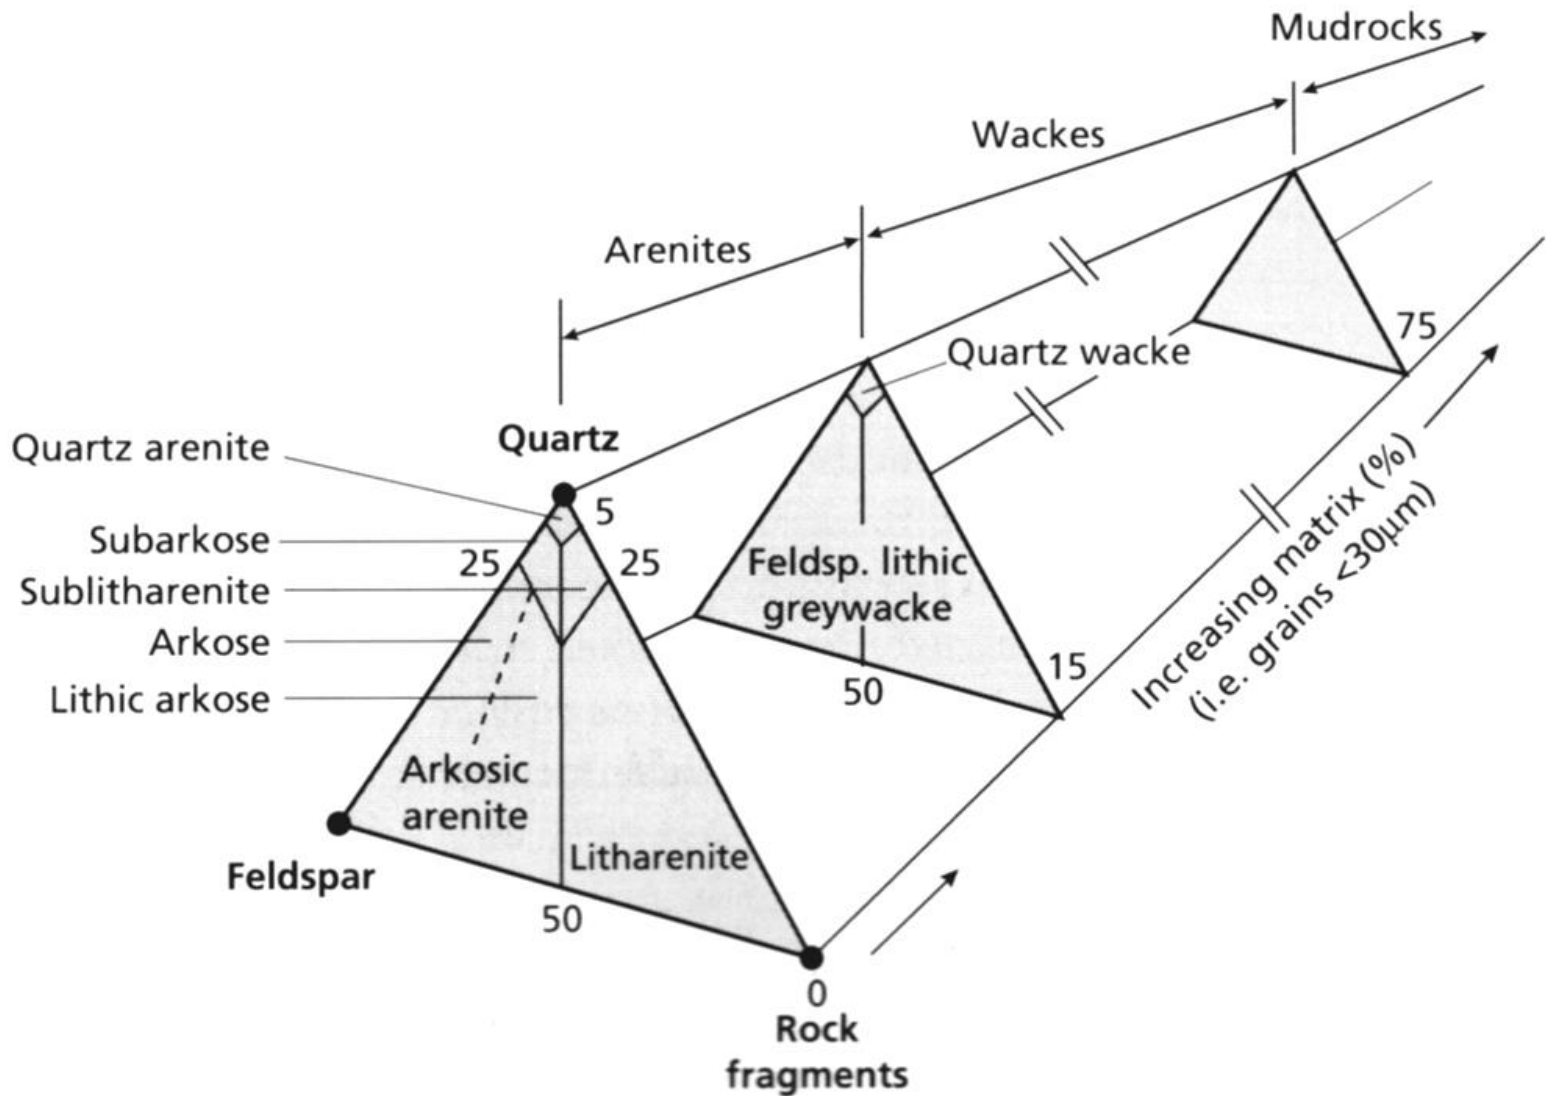 Mudrocks
Wackes
Arenites
Quartz wacke
75
Quartz
Quartz arenite
5
Subarkose
25
25
Sublitharenite
Arkose
Lithic arkose
Feldsp. lithic
greywacke
15
50
Increasing matrix (%)
(i.e. grains <30μm)
Arkosic
arenite
Litharenite
Feldspar
50
0
Rock
fragments